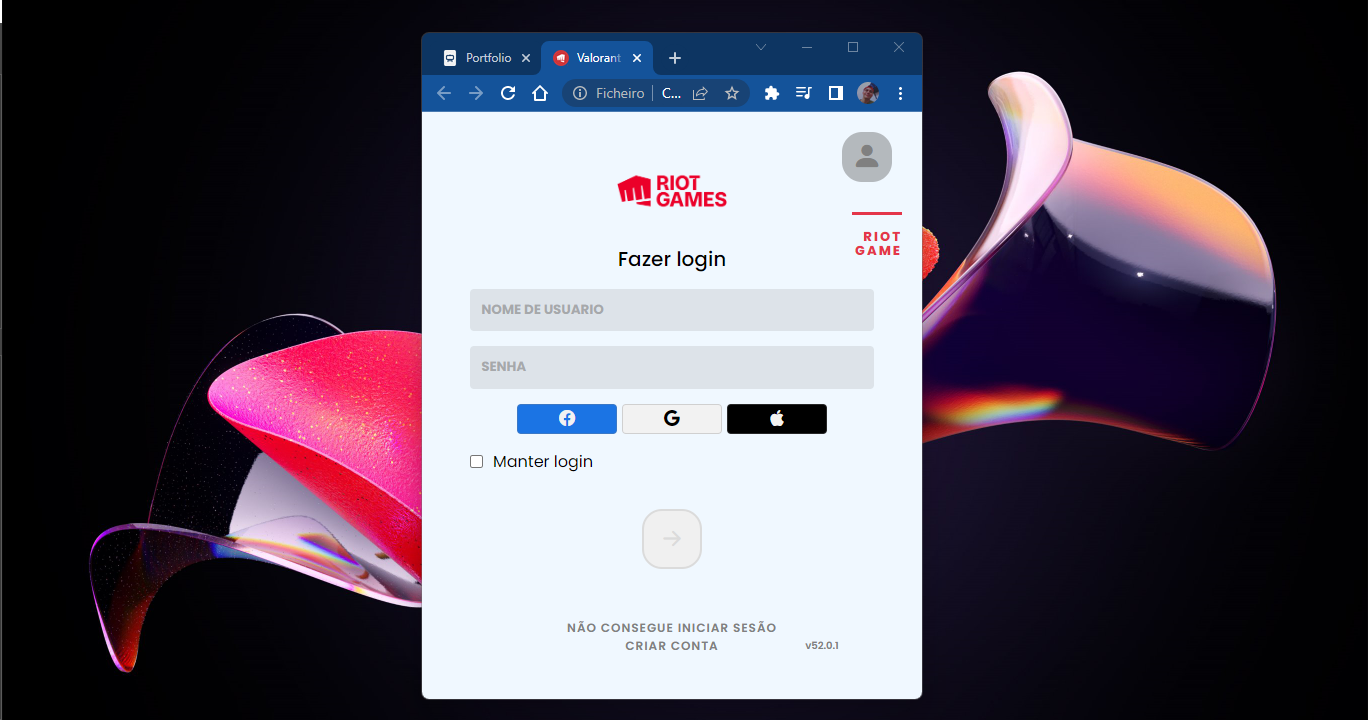 Portfolio
Valorant
Ficheiro
C...
RIOT
GAMES
RIOT
GAME
Fazer login
NOME DE USUARIO
SENHA
Manter login
NÃO CONSEGUE INICIAR SESÃO
CRIAR CONTA
v52.0.1